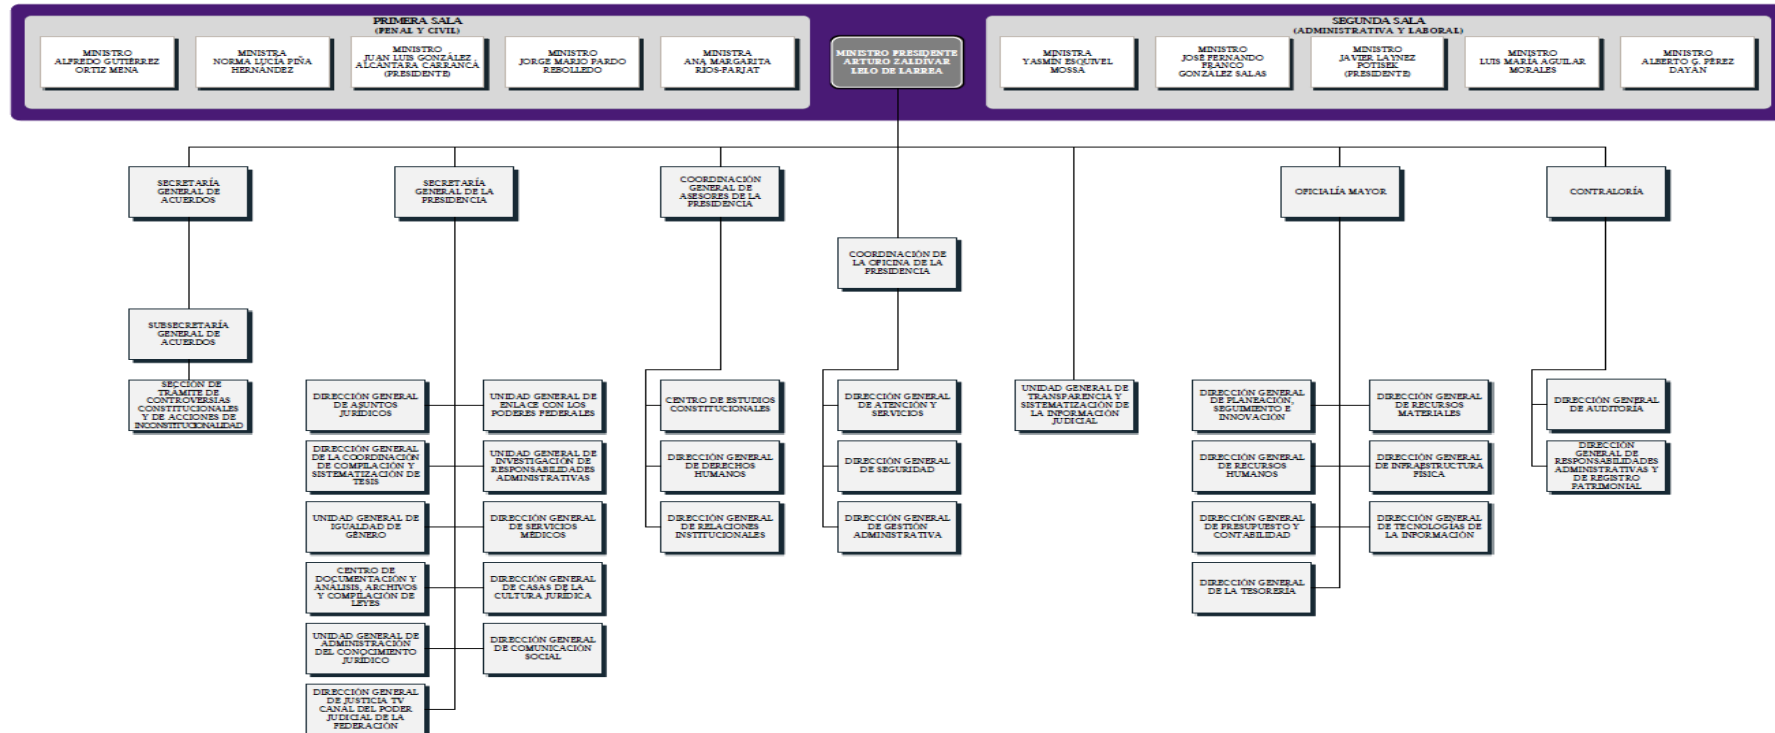 PRIMERA SALA
(PENAL Y CIVIL)
MINISTRO
ALFREDO GUTIÉRREZ
ORTIZ MENA
MINISTRA
NORMA LUCÍA PIÑA
HERNÁNDEZ
MINISTRO
JUAN LUIS GONZÁLEZ
ALCÁNTARA CARRANCÁ
(PRESIDENTE)
MINISTRO
JORGE MARIO PARDO
REBOLLEDO
MINISTRA
ANA MARGARITA
RIOS-FARJAT
MINISTRO PRESIDENTE
ARTURO ZALDÍVAR
LELO DE LARREA
SEGUNDA SALA
(ADMINISTRATIVA Y LABORAL)
MINISTRA
YASMÍN ESQUIVEL
MOSSA
MINISTRO
JOSÉ FERNANDO
FRANCO
GONZÁLEZ SALAS
MINISTRO
JAVIER LAYNEZ
POTISEK
(PRESIDENTE)
MINISTRO
LUIS MARÍA AGUILAR
MORALES
MINISTRO
ALBERTO G. PÉREZ
DAYÁN
SECRETARÍA
GENERAL DE
ACUERDOS
SECRETARÍA
GENERAL DE LA
PRESIDENCIA
COORDINACIÓN
GENERAL DE
ASESORES DE LA
PRESIDENCIA
OFICIALÍA MAYOR
CONTRALORÍA
COORDINACIÓN DE
LA OFICINA DE LA
PRESIDENCIA
SUBSECRETARÍA
GENERAL DE
ACUERDOS
SECCIÓN DE
TRÁMITE DE
CONTROVERSIAS
CONSTITUCIONALES
Y DE ACCIONES DE
INCONSTITUCIONALIDAD
DIRECCIÓN GENERAL
DE ASUNTOS
JURÍDICOS
UNIDAD GENERAL DE
ENLACE CON LOS
PODERES FEDERALES
CENTRO DE ESTUDIOS
CONSTITUCIONALES
DIRECCIÓN GENERAL
DE ATENCIÓN Y
SERVICIOS
UNIDAD GENERAL DE
TRANSPARENCIA Y
SISTEMATIZACIÓN DE
LA INFORMACIÓN
JUDICIAL
DIRECCIÓN GENERAL
DE PLANEACIÓN,
SEGUIMIENTO E
INNOVACIÓN
DIRECCIÓN GENERAL
DE RECURSOS
MATERIALES
DIRECCIÓN GENERAL
DE AUDITORÍA
DIRECCIÓN GENERAL
DE LA COORDINACIÓN
DE COMPILACIÓN Y
SISTEMATIZACIÓN DE
TESIS
UNIDAD GENERAL DE
INVESTIGACIÓN DE
RESPONSABILIDADES
ADMINISTRATIVAS
DIRECCIÓN GENERAL
DE DERECHOS
HUMANOS
DIRECCIÓN GENERAL
DE SEGURIDAD
DIRECCIÓN GENERAL
DE RECURSOS
HUMANOS
DIRECCIÓN GENERAL
DE INFRAESTRUCTURA
FÍSICA
DIRECCIÓN
GENERAL DE
RESPONSABILIDADES
ADMINISTRATIVAS Y
DE REGISTRO
PATRIMONIAL
UNIDAD GENERAL DE
IGUALDAD DE
GÉNERO
DIRECCIÓN GENERAL
DE SERVICIOS
MÉDICOS
DIRECCIÓN GENERAL
DE RELACIONES
INSTITUCIONALES
DIRECCIÓN GENERAL
DE GESTIÓN
ADMINISTRATIVA
DIRECCIÓN GENERAL
DE PRESUPUESTO Y
CONTABILIDAD
DIRECCIÓN GENERAL
DE TECNOLOGÍAS DE
LA INFORMACIÓN
CENTRO DE
DOCUMENTACIÓN Y
ANÁLISIS, ARCHIVOS
Y COMPILACIÓN DE
LEYES
DIRECCIÓN GENERAL
DE CASAS DE LA
CULTURA JURÍDICA
DIRECCIÓN GENERAL
DE LA TESORERÍA
UNIDAD GENERAL DE
ADMINISTRACIÓN
DEL CONOCIMIENTO
JURÍDICO
DIRECCIÓN GENERAL
DE COMUNICACIÓN
SOCIAL
DIRECCIÓN GENERAL
DE JUSTICIA TV
CANAL DEL PODER
JUDICIAL DE LA
FEDERACIÓN